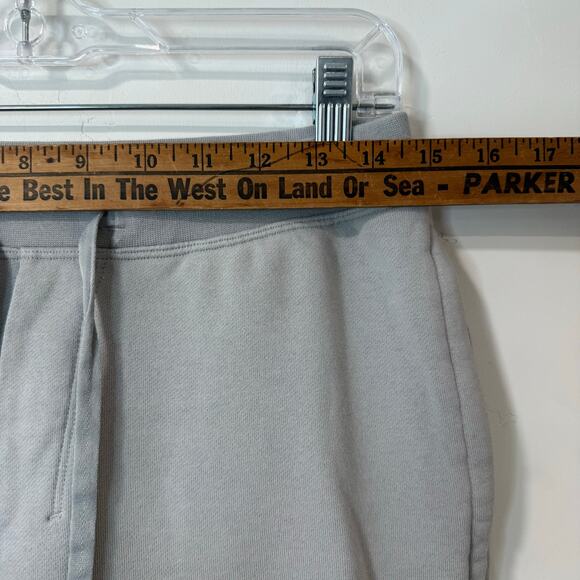 8 9 10 11 12 13 14 15 16 17
e Best In The West On Land Or Sea - PARKER